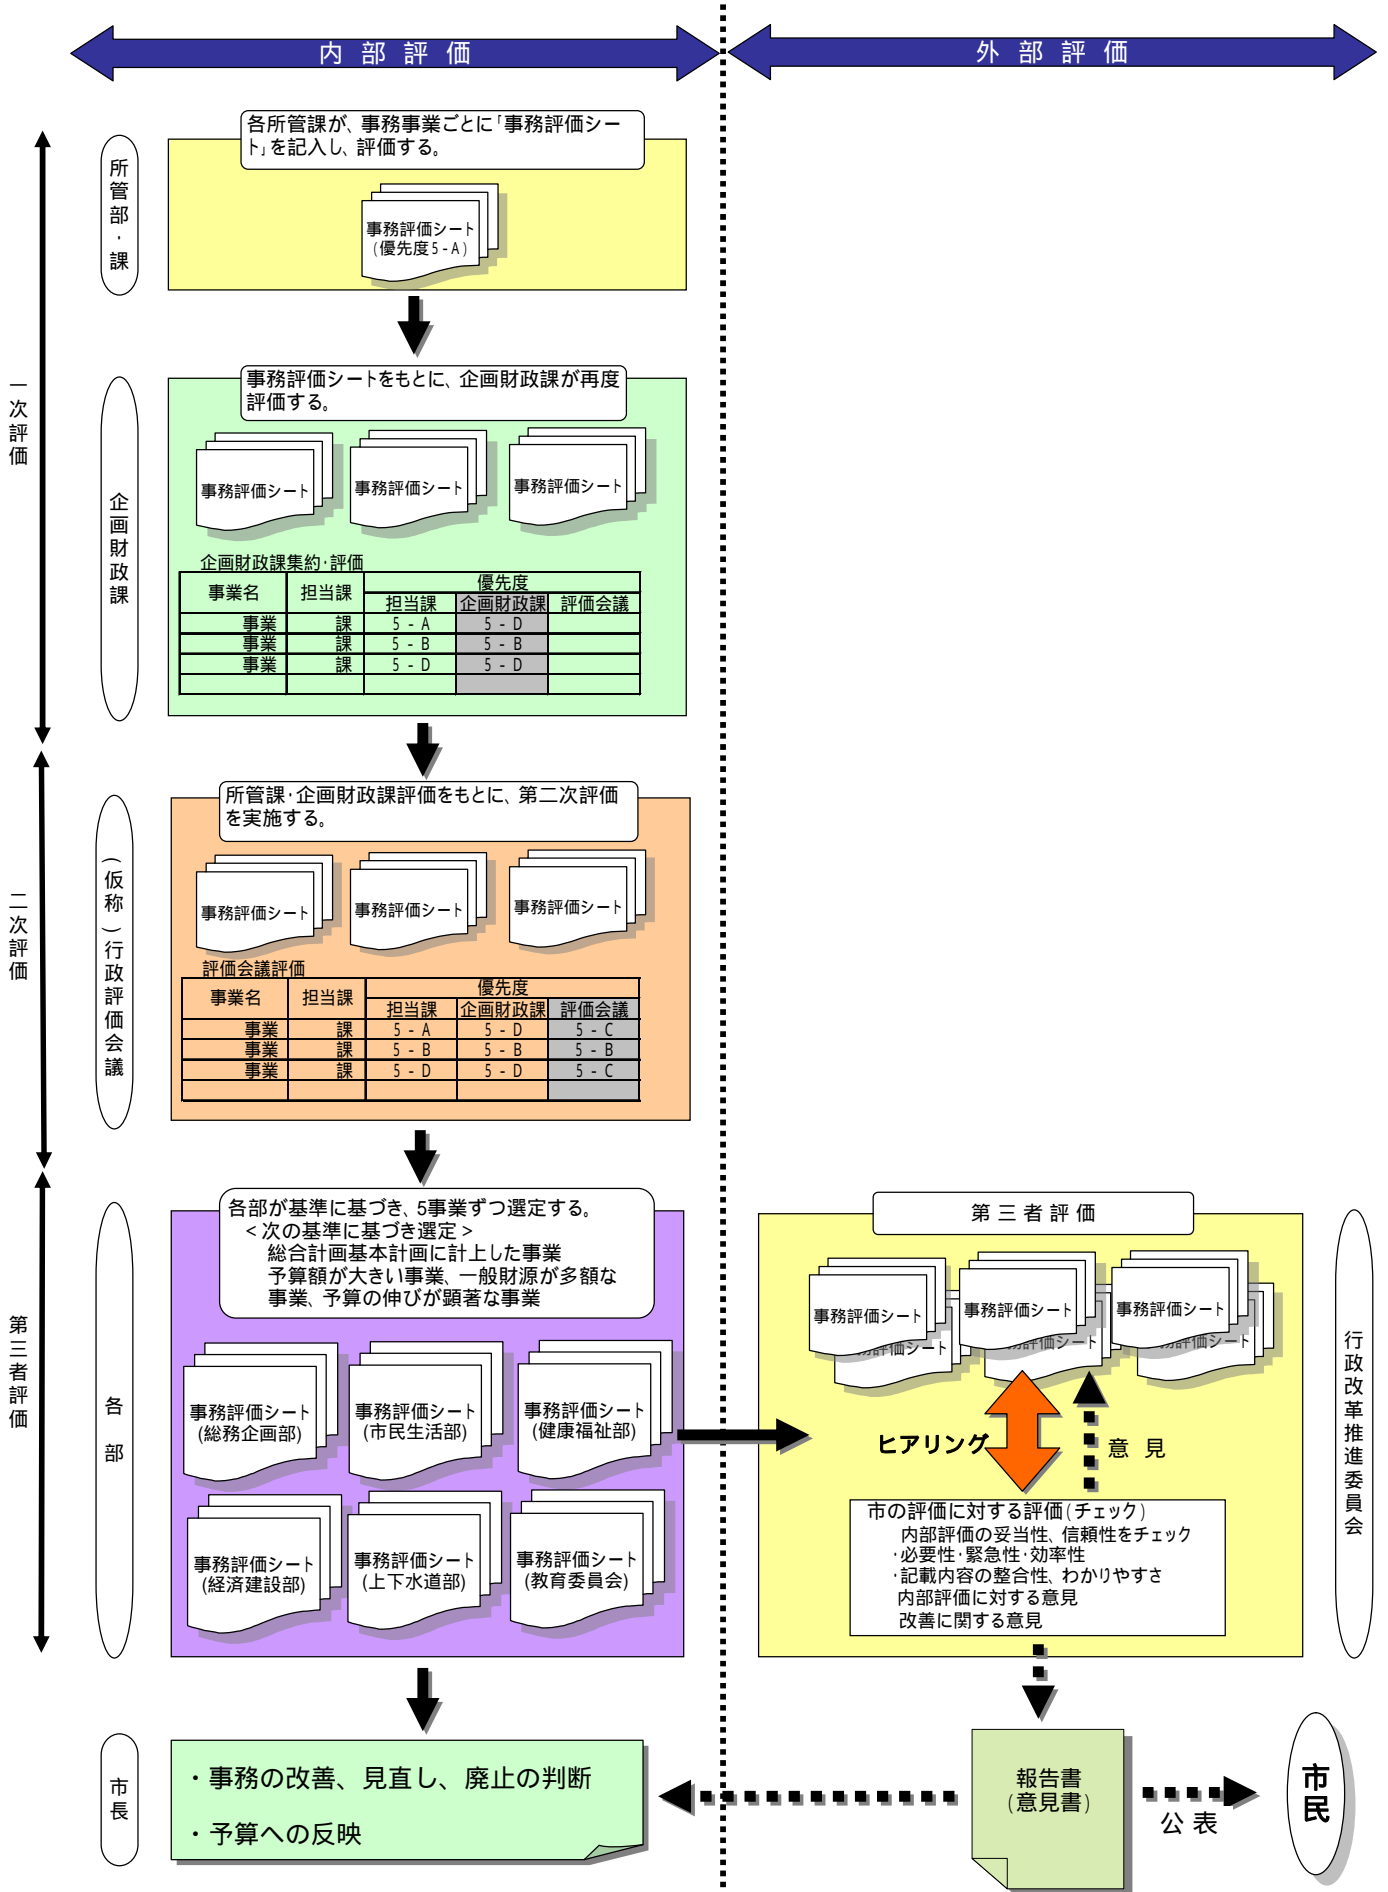 内部評価
外部評価
一次評価
所管部・課
各所管課が、事務事業ごとに「事務評価シー
ト」を記入し、評価する。
事務評価シート
(優先度5-A)
企画財政課
事務評価シートをもとに、企画財政課が再度
評価する。
事務評価シート
事務評価シート
事務評価シート
企画財政課集約・評価
事業名 担当課 優先度
担当課 企画財政課 評価会議
事業 課 5-A 5-D
事業 課 5-B 5-B
事業 課 5-D 5-D
二次評価
(仮称)行政評価会議
所管課・企画財政課評価をもとに、第二次評価
を実施する。
事務評価シート
事務評価シート
事務評価シート
評価会議評価
事業名 担当課 優先度
担当課 企画財政課 評価会議
事業 課 5-A 5-D 5-C
事業 課 5-B 5-B 5-B
事業 課 5-D 5-D 5-C
第三者評価
各部
各部が基準に基づき、5事業ずつ選定する。
<次の基準に基づき選定>
総合計画基本計画に計上した事業
予算額が大きい事業、一般財源が多額な
事業、予算の伸びが顕著な事業
事務評価シート
(総務企画部)
事務評価シート
(市民生活部)
事務評価シート
(健康福祉部)
事務評価シート
(経済建設部)
事務評価シート
(上下水道部)
事務評価シート
(教育委員会)
第三者評価
事務評価シート
事務評価シート
事務評価シート
務評価シート
務評価シート
務評価シート
ヒアリング
意見
市の評価に対する評価(チェック)
内部評価の妥当性、信頼性をチェック
・必要性・緊急性・効率性
・記載内容の整合性、わかりやすさ
内部評価に対する意見
改善に関する意見
行政改革推進委員会
市長
・事務の改善、見直し、廃止の判断
・予算への反映
報告書
(意見書)
公表
市民